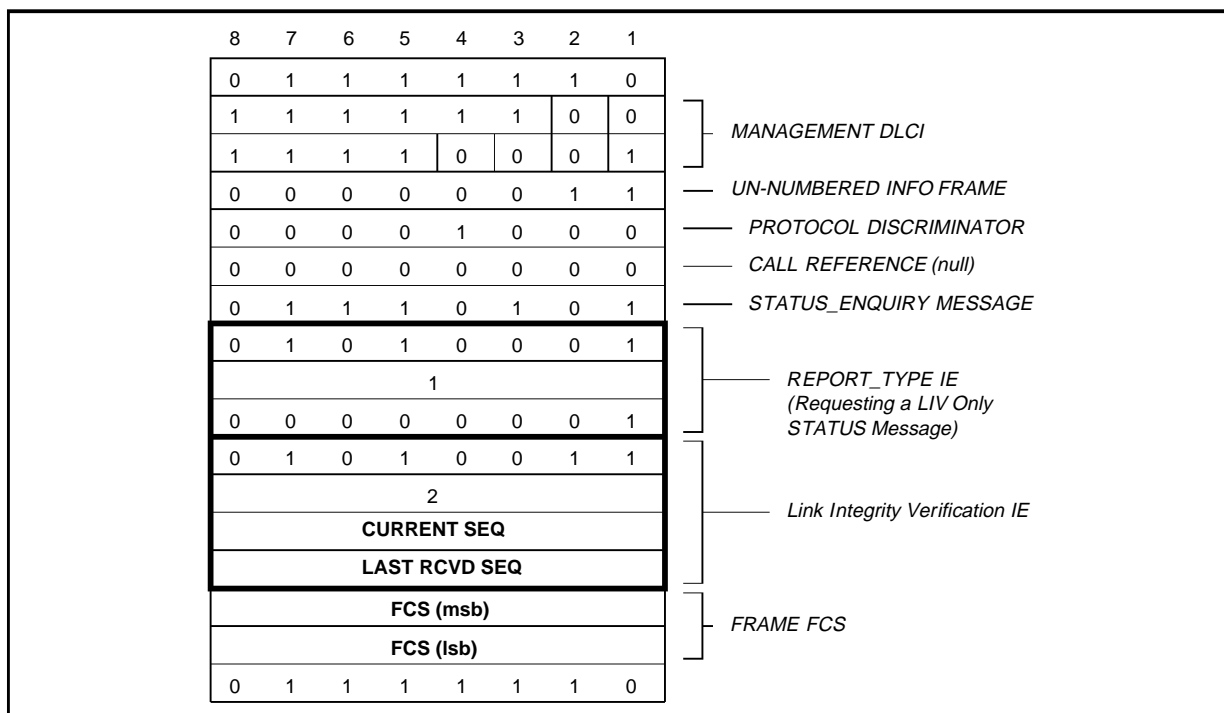 8 7 6 5 4 3 2 1
0 1 1 1 1 1 1 0
1 1 1 1 1 1 0 0
MANAGEMENT DLCI
1 1 1 1 0 0 0 1
0 0 0 0 0 0 1 1 UN-NUMBERED INFO FRAME
0 0 0 0 1 0 0 0 PROTOCOL DISCRIMINATOR
0 0 0 0 0 0 0 0 CALL REFERENCE (null)
0 1 1 1 0 1 0 1 STATUS_ENQUIRY MESSAGE
0 1 0 1 0 0 0 1
1
REPORT_TYPE IE
(Requesting a LIV Only
STATUS Message)
0 0 0 0 0 0 0 1
0 1 0 1 0 0 1 1
2
Link Integrity Verification IE
CURRENT SEQ
LAST RCVD SEQ
FCS (msb)
FRAME FCS
FCS (lsb)
0 1 1 1 1 1 1 0